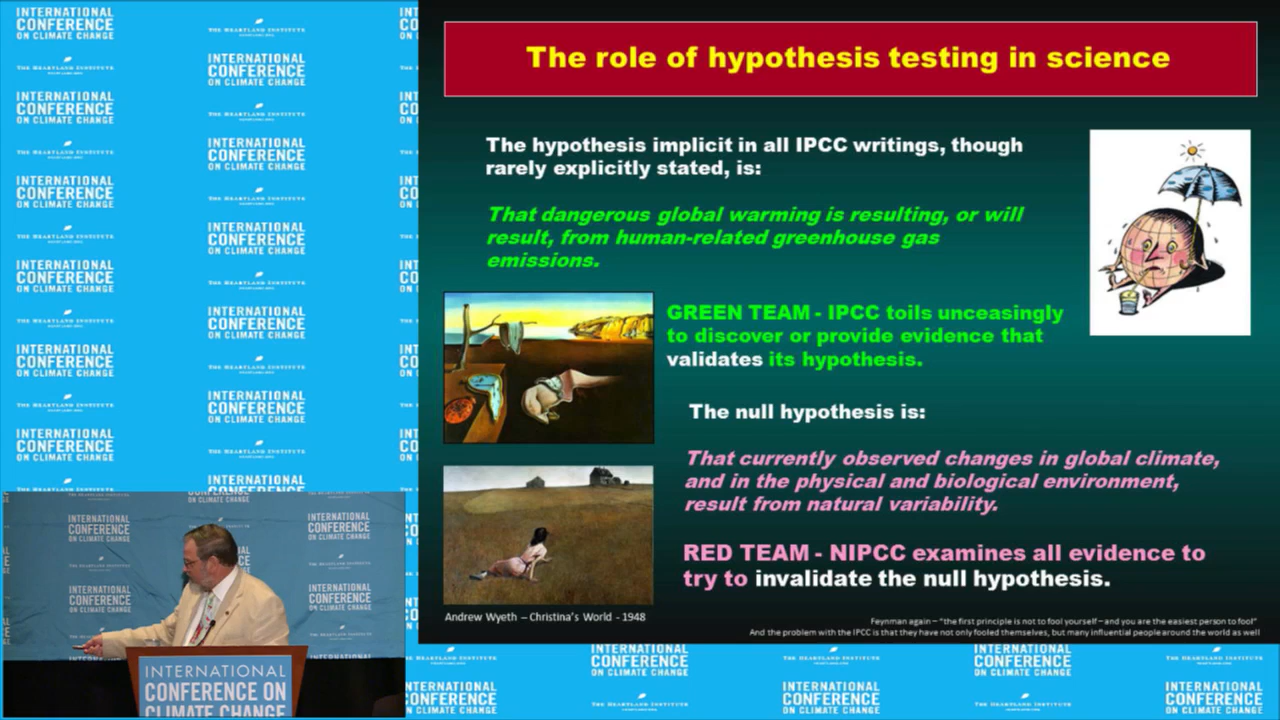 INTERNATIONAL
CONFERENCE
ON CLIMATE CHANGE
THE HEARTLAND INSTITUTE
The role of hypothesis testing in science
The hypothesis implicit in all IPCC writings, though
rarely explicitly stated, is:
That dangerous global warming is resulting, or will
result, from human-related greenhouse gas
emissions.
GREEN TEAM - IPCC toils unceasingly
to discover or provide evidence that
validates its hypothesis.
The null hypothesis is:
That currently observed changes in global climate,
and in the physical and biological environment,
result from natural variability.
RED TEAM - NIPCC examines all evidence to
try to invalidate the null hypothesis.
Andrew Wyeth – Christina's World - 1948
Feynman again – "the first principle is not to fool yourself – and you are the easiest person to fool"
And the problem with the IPCC is that they have not only fooled themselves, but many influential people around the world as well
INTERNATIONAL
CONFERENCE ON
CLIMATE CHANGE